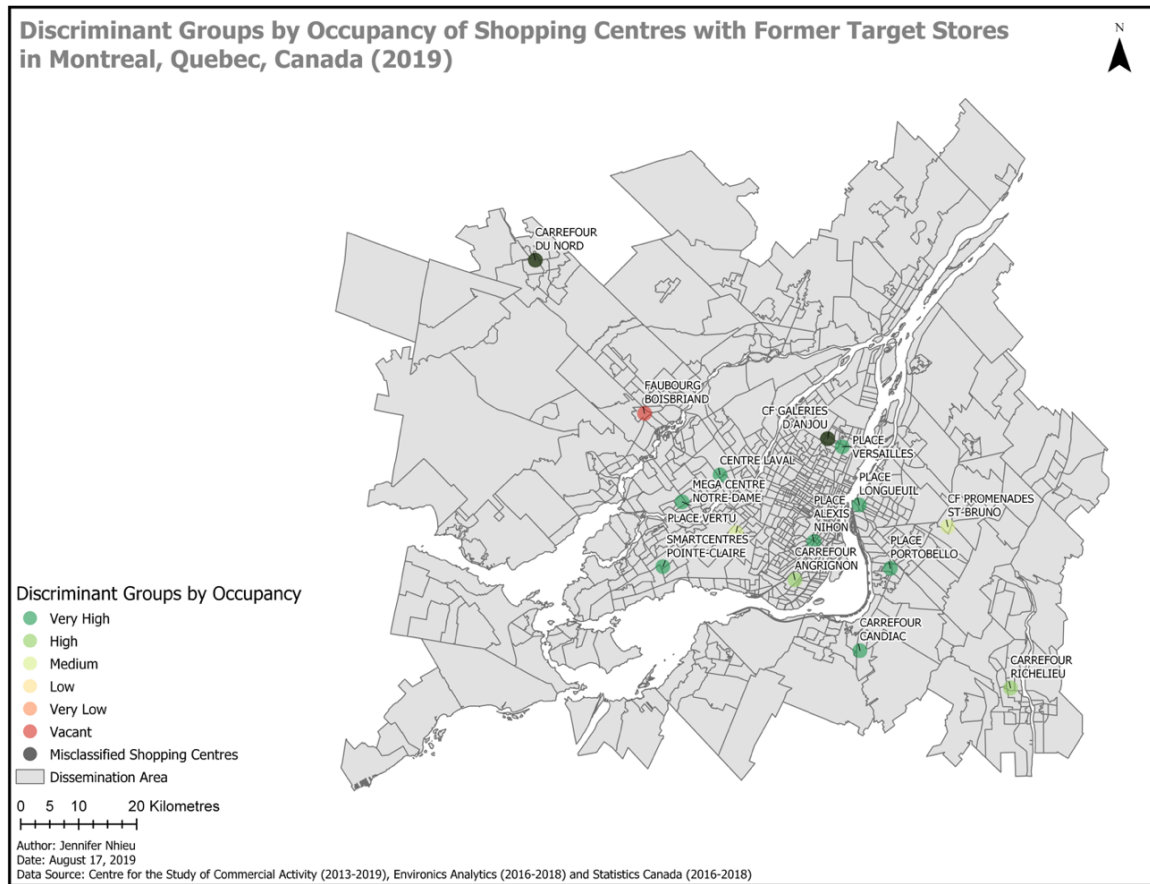 Discriminant Groups by Occupancy of Shopping Centres with Former Target Stores
in Montreal, Quebec, Canada (2019)
N
CARREFOUR
DU NORD
FAUBOURG
BOISBRIAND
CF GALERIES
D'ANJOU
PLACE
VERSAILLES
CENTRE LAVAL
MEGA CENTRE
NOTRE-DAME
PLACE
LONGUEUIL
PLACE
ALEXIS
NIHON
CF PROMENADES
ST-BRUNO
PLACE VERTU
SMARTCENTRES
POINTE-CLAIRE
PLACE
PORTOBELLO
CARREFOUR
ANGRIGNON
CARREFOUR
CANDIAC
CARREFOUR
RICHELIEU
Discriminant Groups by Occupancy
Very High
High
Medium
Low
Very Low
Vacant
Misclassified Shopping Centres
Dissemination Area
0 5 10 20 Kilometres
Author: Jennifer Nhieu
Date: August 17, 2019
Data Source: Centre for the Study of Commercial Activity (2013-2019), Environics Analytics (2016-2018) and Statistics Canada (2016-2018)